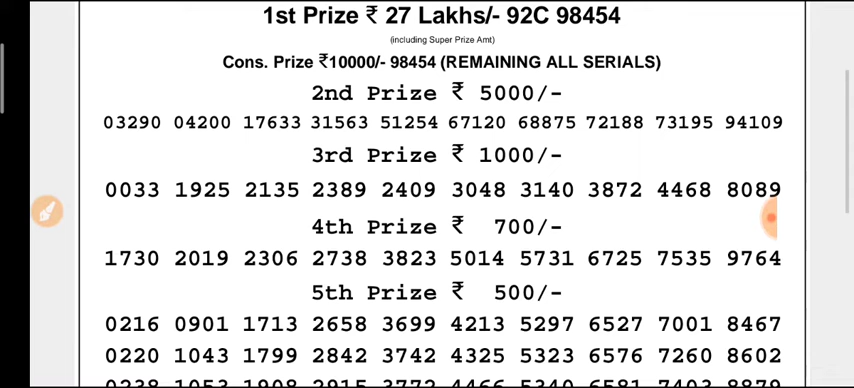 1st Prize ₹ 27 Lakhs/- 92C 98454
(including Super Prize Amt)
Cons. Prize ₹10000/- 98454 (REMAINING ALL SERIALS)
2nd Prize ₹ 5000/-
03290 04200 17633 31563 51254 67120 68875 72188 73195 94109
3rd Prize ₹ 1000/-
0033 1925 2135 2389 2409 3048 3140 3872 4468 8089
4th Prize ₹ 700/-
1730 2019 2306 2738 3823 5014 5731 6725 7535 9764
5th Prize ₹ 500/-
0216 0901 1713 2658 3699 4213 5297 6527 7001 8467
0220 1043 1799 2842 3742 4325 5323 6576 7260 8602